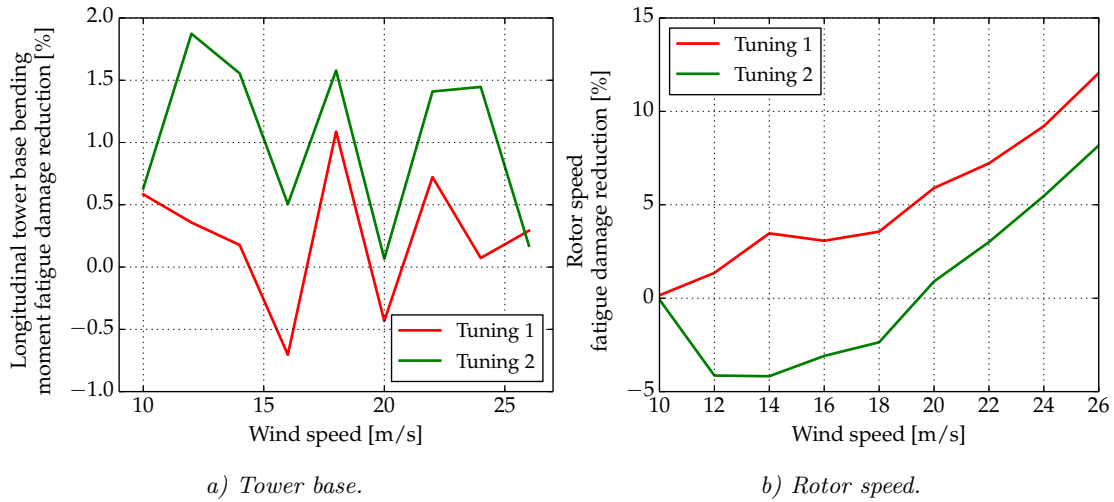 Longitudinal tower base bending
moment fatigue damage reduction [%]
2.0
1.5
1.0
0.5
0.0
−0.5
−1.0
Tuning 1
Tuning 2
10 15 20 25
Wind speed [m/s]
a) Tower base.
Rotor speed
fatigue damage reduction [%]
15
10
5
0
−5
Tuning 1
Tuning 2
10 12 14 16 18 20 22 24 26
Wind speed [m/s]
b) Rotor speed.